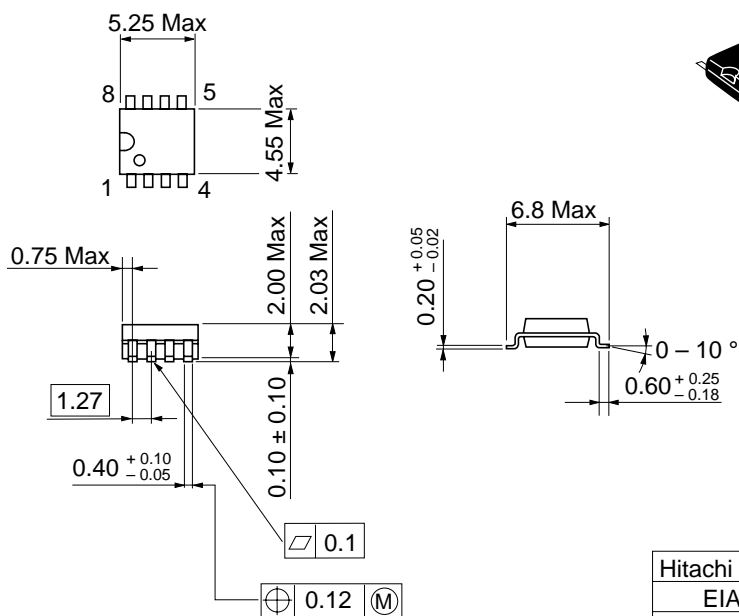 5.25 Max
8
5
4.55 Max
1
4
6.8 Max
0.75 Max
2.00 Max
2.03 Max
0.20 + 0.05 – 0.02
0 – 10 °
0.60 + 0.25 – 0.18
1.27
0.10 ± 0.10
0.40 + 0.10 – 0.05
0.1
0.12 M
Hitachi
EIA